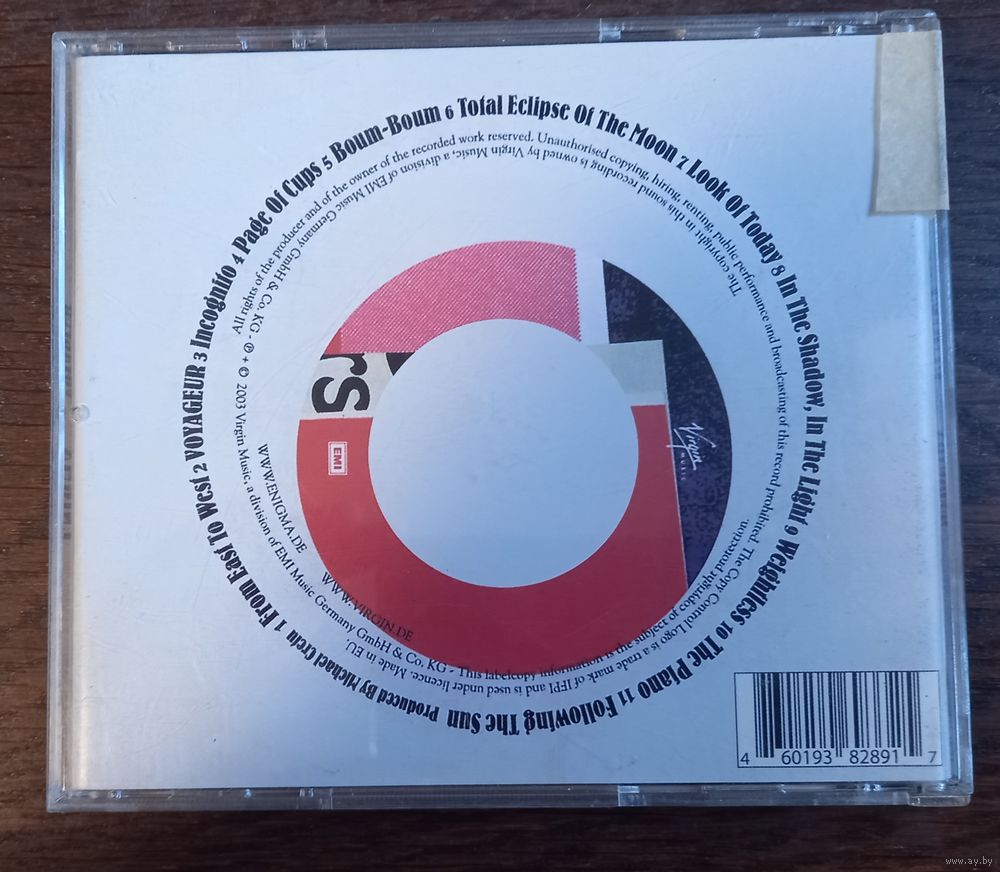 1 From East To West 2 VOYAGEUR 3 Incognito 4 Page Of Cups 5 Boum-Boum 6 Total Eclipse Of The Moon 7 Look Of Today 8 In The Shadow, In The Light 9 Weightless 10 The Piano 11 Following The Sun Produced By Michael Cretu
All rights of the producer and of the owner of the recorded work reserved. Unauthorised copying, hiring, renting, public performance and broadcasting of this record prohibited. The Copy Control Logo is a trade mark of IFPI and is used under licence. Made in EU.
The copyright in this sound recording is owned by Virgin Music, a division of EMI Music Germany GmbH & Co. KG - ℗ + © 2003 Virgin Music, a division of EMI Music Germany GmbH & Co. KG - This labelcopy information is the subject to copyright protection.
WWW.ENIGMA.DE
WWW.VIRGIN.DE
EMI
Virgin
MUSIC
4 60193 82891 7
www.ay.by